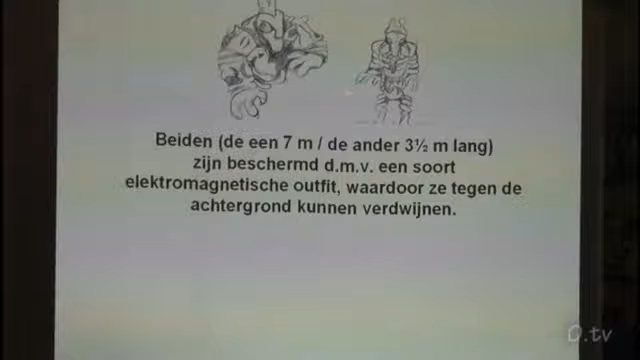 Beiden (de een 7 m / de ander 3½ m lang)
zijn beschermd d.m.v. een soort
elektromagnetische outfit, waardoor ze tegen de
achtergrond kunnen verdwijnen.
D.tv